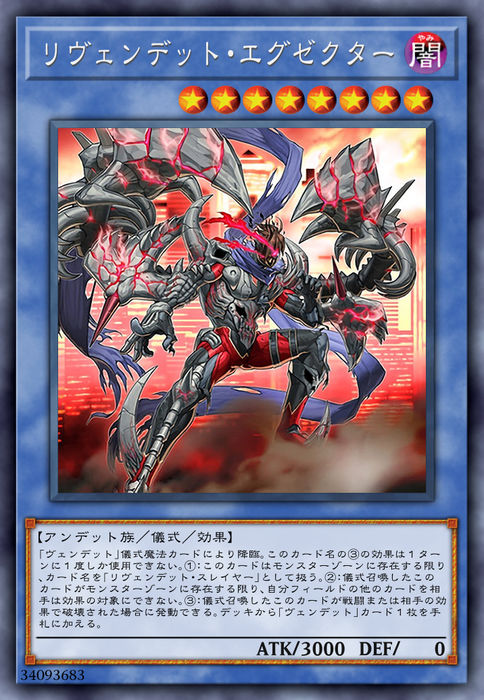 リヴェンデット・エグゼクター
やみ
闇
【アンデット族／儀式／効果】
「ヴェンデット」儀式魔法カードにより降臨。このカード名の③の効果は１ター
ンに１度しか使用できない。①：このカードはモンスターゾーンに存在する限り
、カード名を「リヴェンデット・スレイヤー」として扱う。②：儀式召喚したこの
カードがモンスターゾーンに存在する限り、自分フィールドの他のカードを相
手は効果の対象にできない。③：儀式召喚したこのカードが戦闘または相手の効
果で破壊された場合に発動できる。デッキから「ヴェンデット」カード１枚を手
札に加える。
ATK/3000 DEF/ 0
34093683